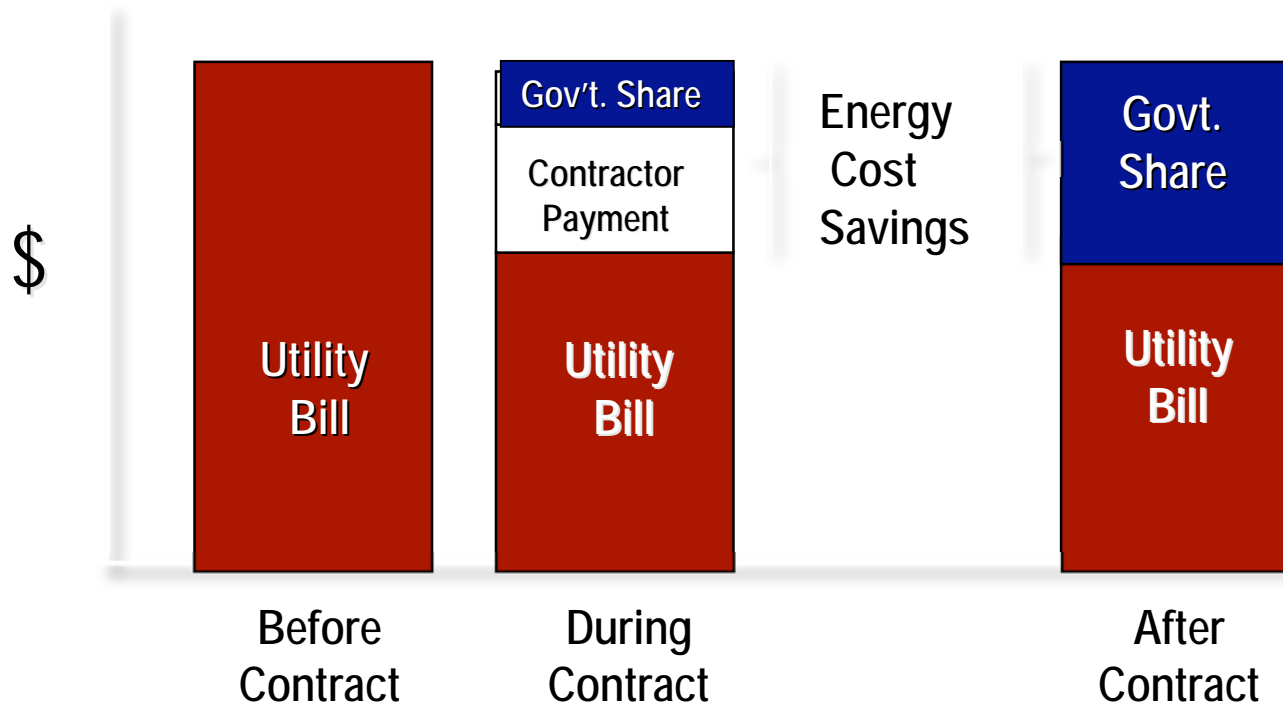 $
Utility
Bill
Gov't. Share
Contractor
Payment
Utility
Bill
Energy
Cost
Savings
Govt.
Share
Utility
Bill
Before
Contract
During
Contract
After
Contract